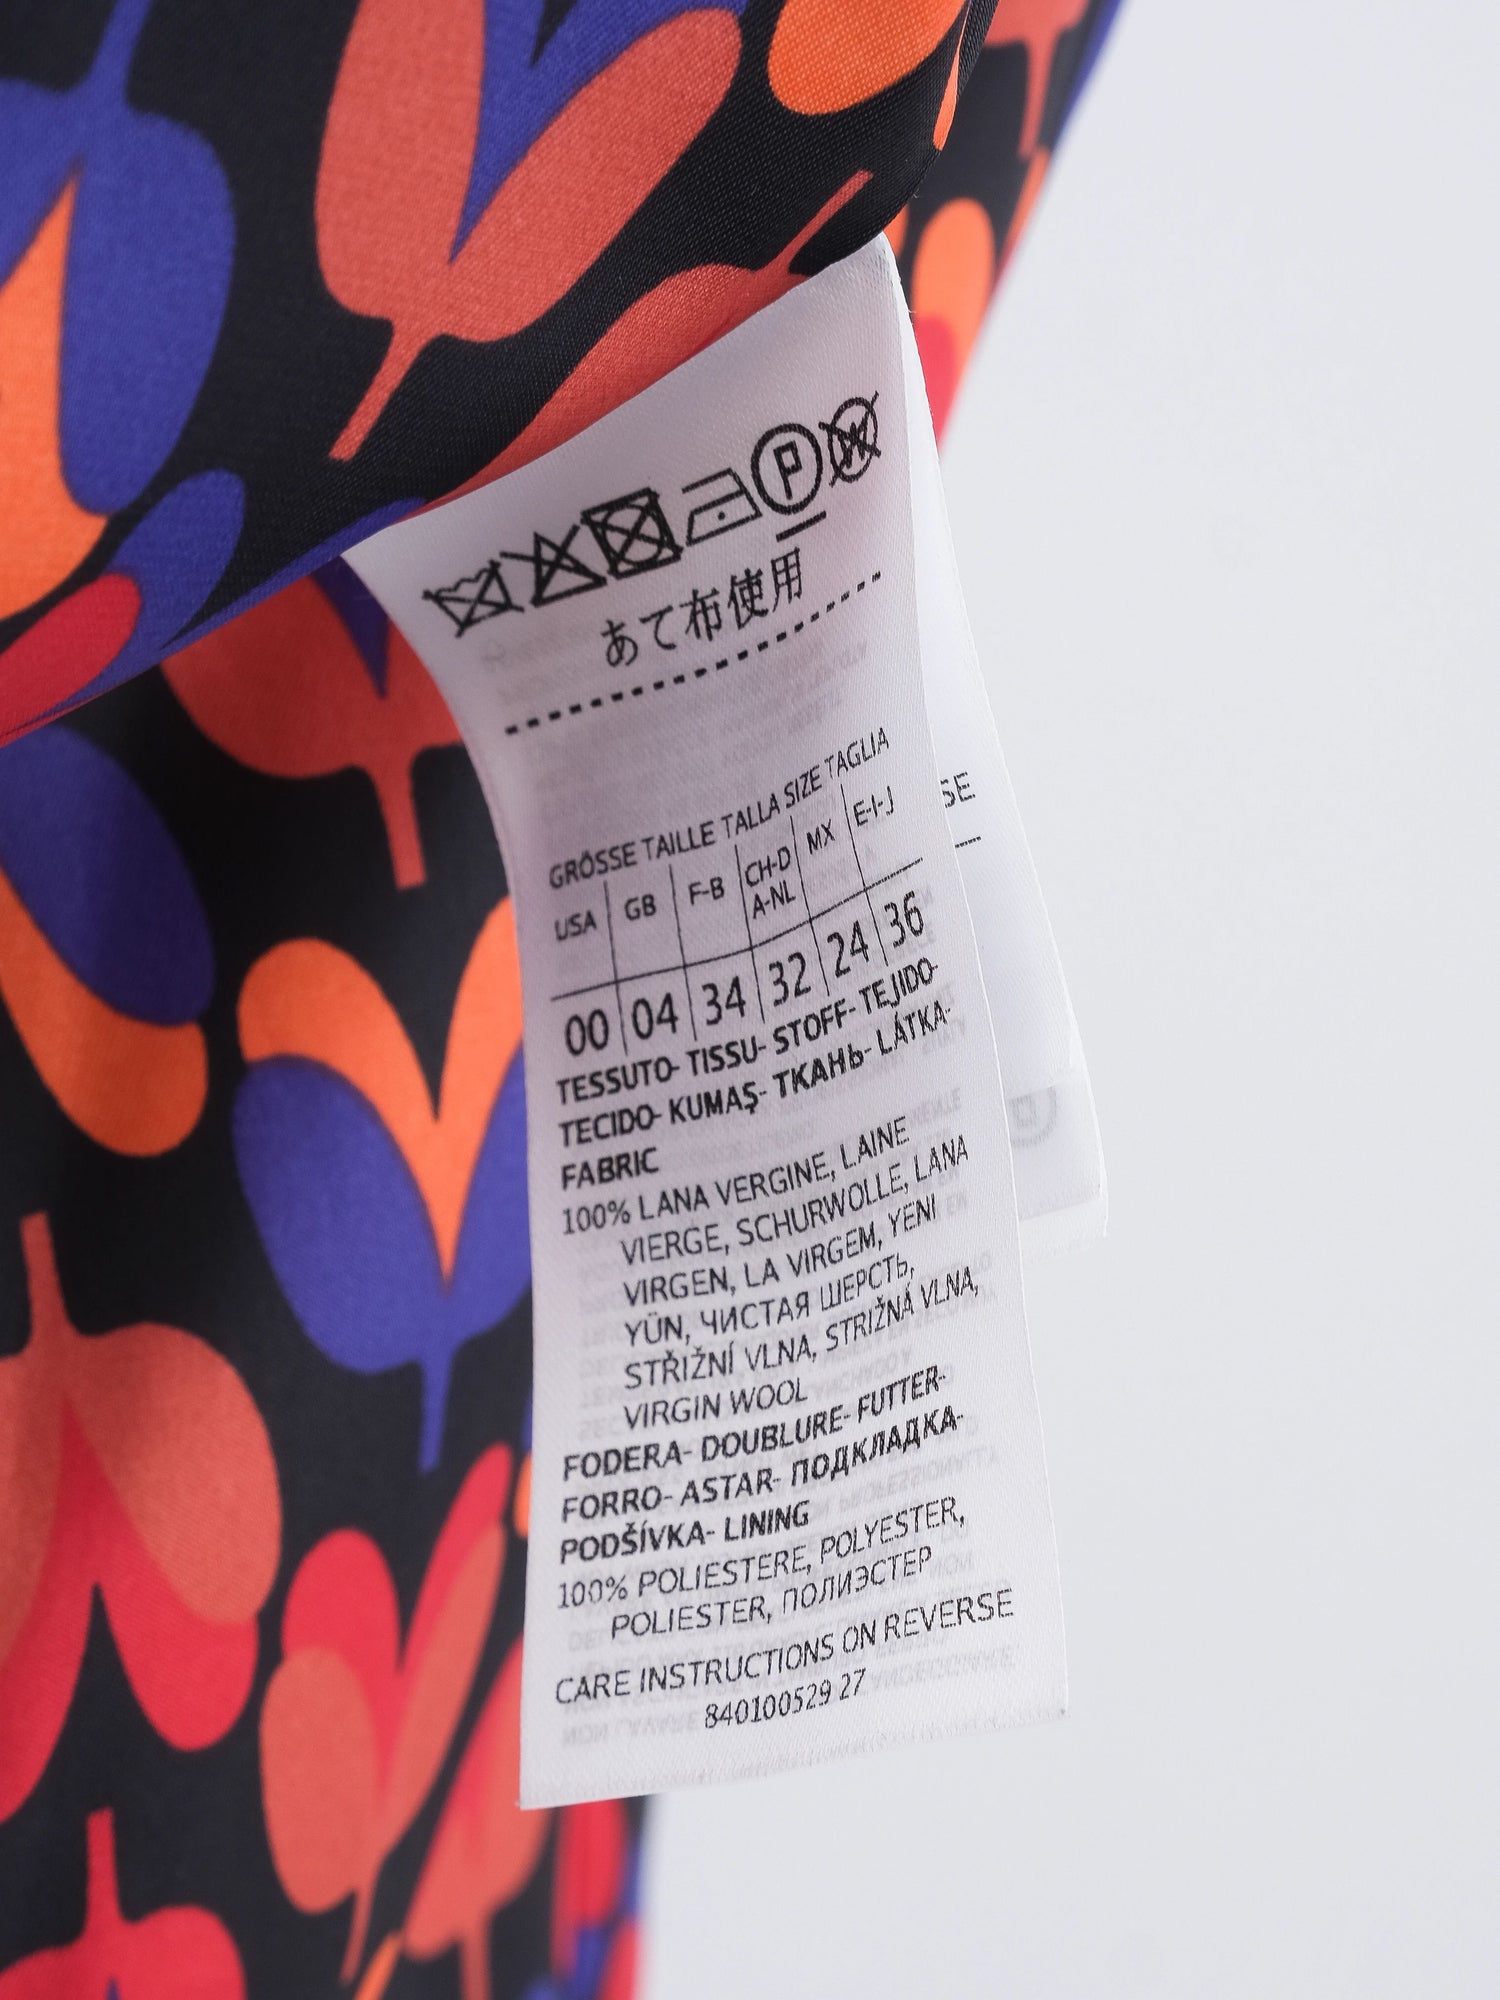 P
W
あて布使用
GRÖSSE TAILLE TALLA SIZE TAGLIA
USA GB F-B CH-D A-NL MX E-I-J
00 04 34 32 24 36
TESSUTO- TISSU- STOFF- TEJIDO-
TECIDO- KUMAŞ- ТКАНЬ- LÁTKA-
FABRIC
100% LANA VERGINE, LAINE
VIERGE, SCHURWOLLE, LANA
VIRGEN, LA VIRGEM, YENI
YÜN, ЧИСТАЯ ШЕРСТЬ,
STŘIŽNÍ VLNA, STRIŽNÁ VLNA,
VIRGIN WOOL
FODERA- DOUBLURE- FUTTER-
FORRO- ASTAR- ПОДКЛАДКА-
PODŠÍVKA- LINING
100% POLIESTERE, POLYESTER,
POLIESTER, ПОЛИЭСТЕР
CARE INSTRUCTIONS ON REVERSE
840100529 27
SE